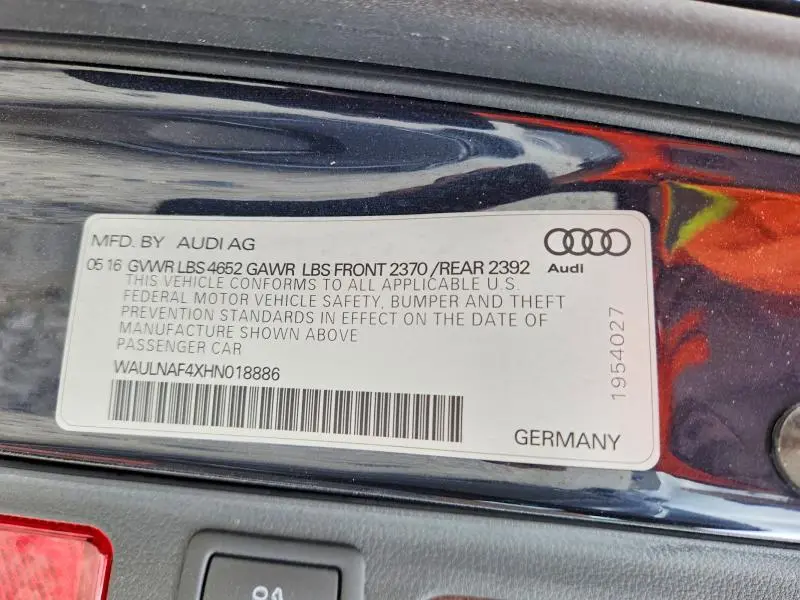 MFD. BY AUDI AG
05 16 GVWR LBS 4652 GAWR LBS FRONT 2370 /REAR 2392
Audi
THIS VEHICLE CONFORMS TO ALL APPLICABLE U.S.
FEDERAL MOTOR VEHICLE SAFETY, BUMPER AND THEFT
PREVENTION STANDARDS IN EFFECT ON THE DATE OF
MANUFACTURE SHOWN ABOVE
PASSENGER CAR
WAULNAF4XHN018886
1954027
GERMANY